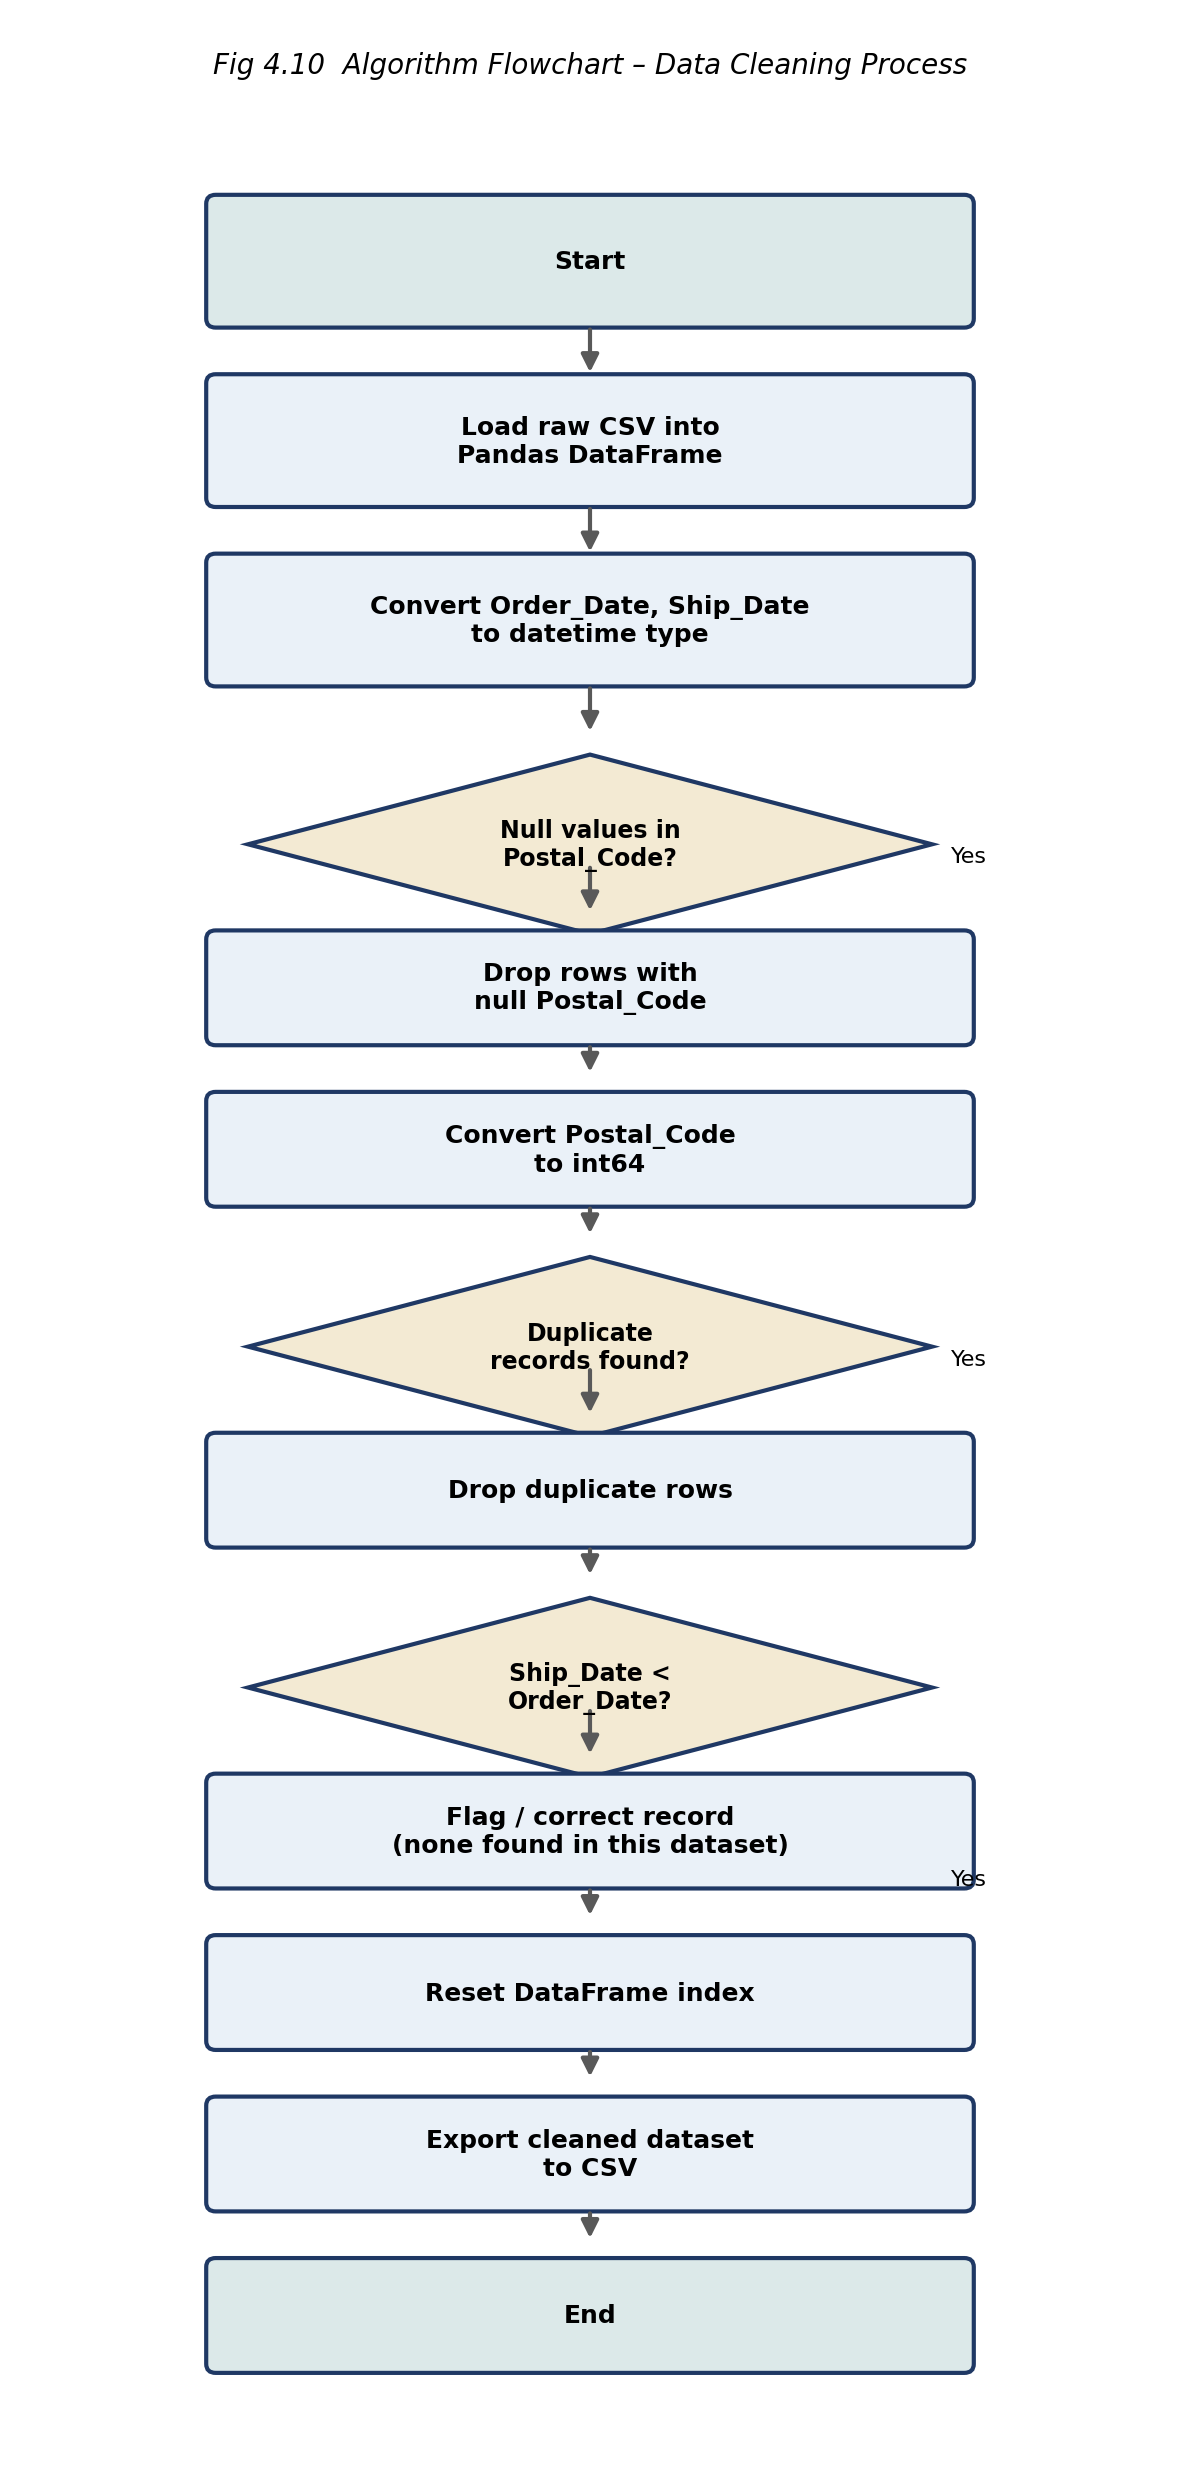 Fig 4.10  Algorithm Flowchart – Data Cleaning Process
Start
Load raw CSV into
Pandas DataFrame
Convert Order_Date, Ship_Date
to datetime type
Null values in
Postal_Code?
Yes
Drop rows with
null Postal_Code
Convert Postal_Code
to int64
Duplicate
records found?
Yes
Drop duplicate rows
Ship_Date <
Order_Date?
Flag / correct record
(none found in this dataset)
Yes
Reset DataFrame index
Export cleaned dataset
to CSV
End